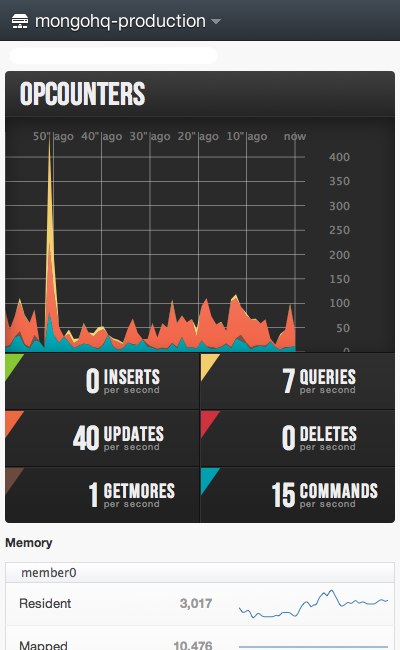 mongohq-production
OPCOUNTERS
50" ago 40" ago 30" ago 20" ago 10" ago now
400
350
300
250
200
150
100
50
0
0 INSERTS per second
7 QUERIES per second
40 UPDATES per second
0 DELETES per second
1 GETMORES per second
15 COMMANDS per second
Memory
member0
Resident 3,017
Mapped 10,476